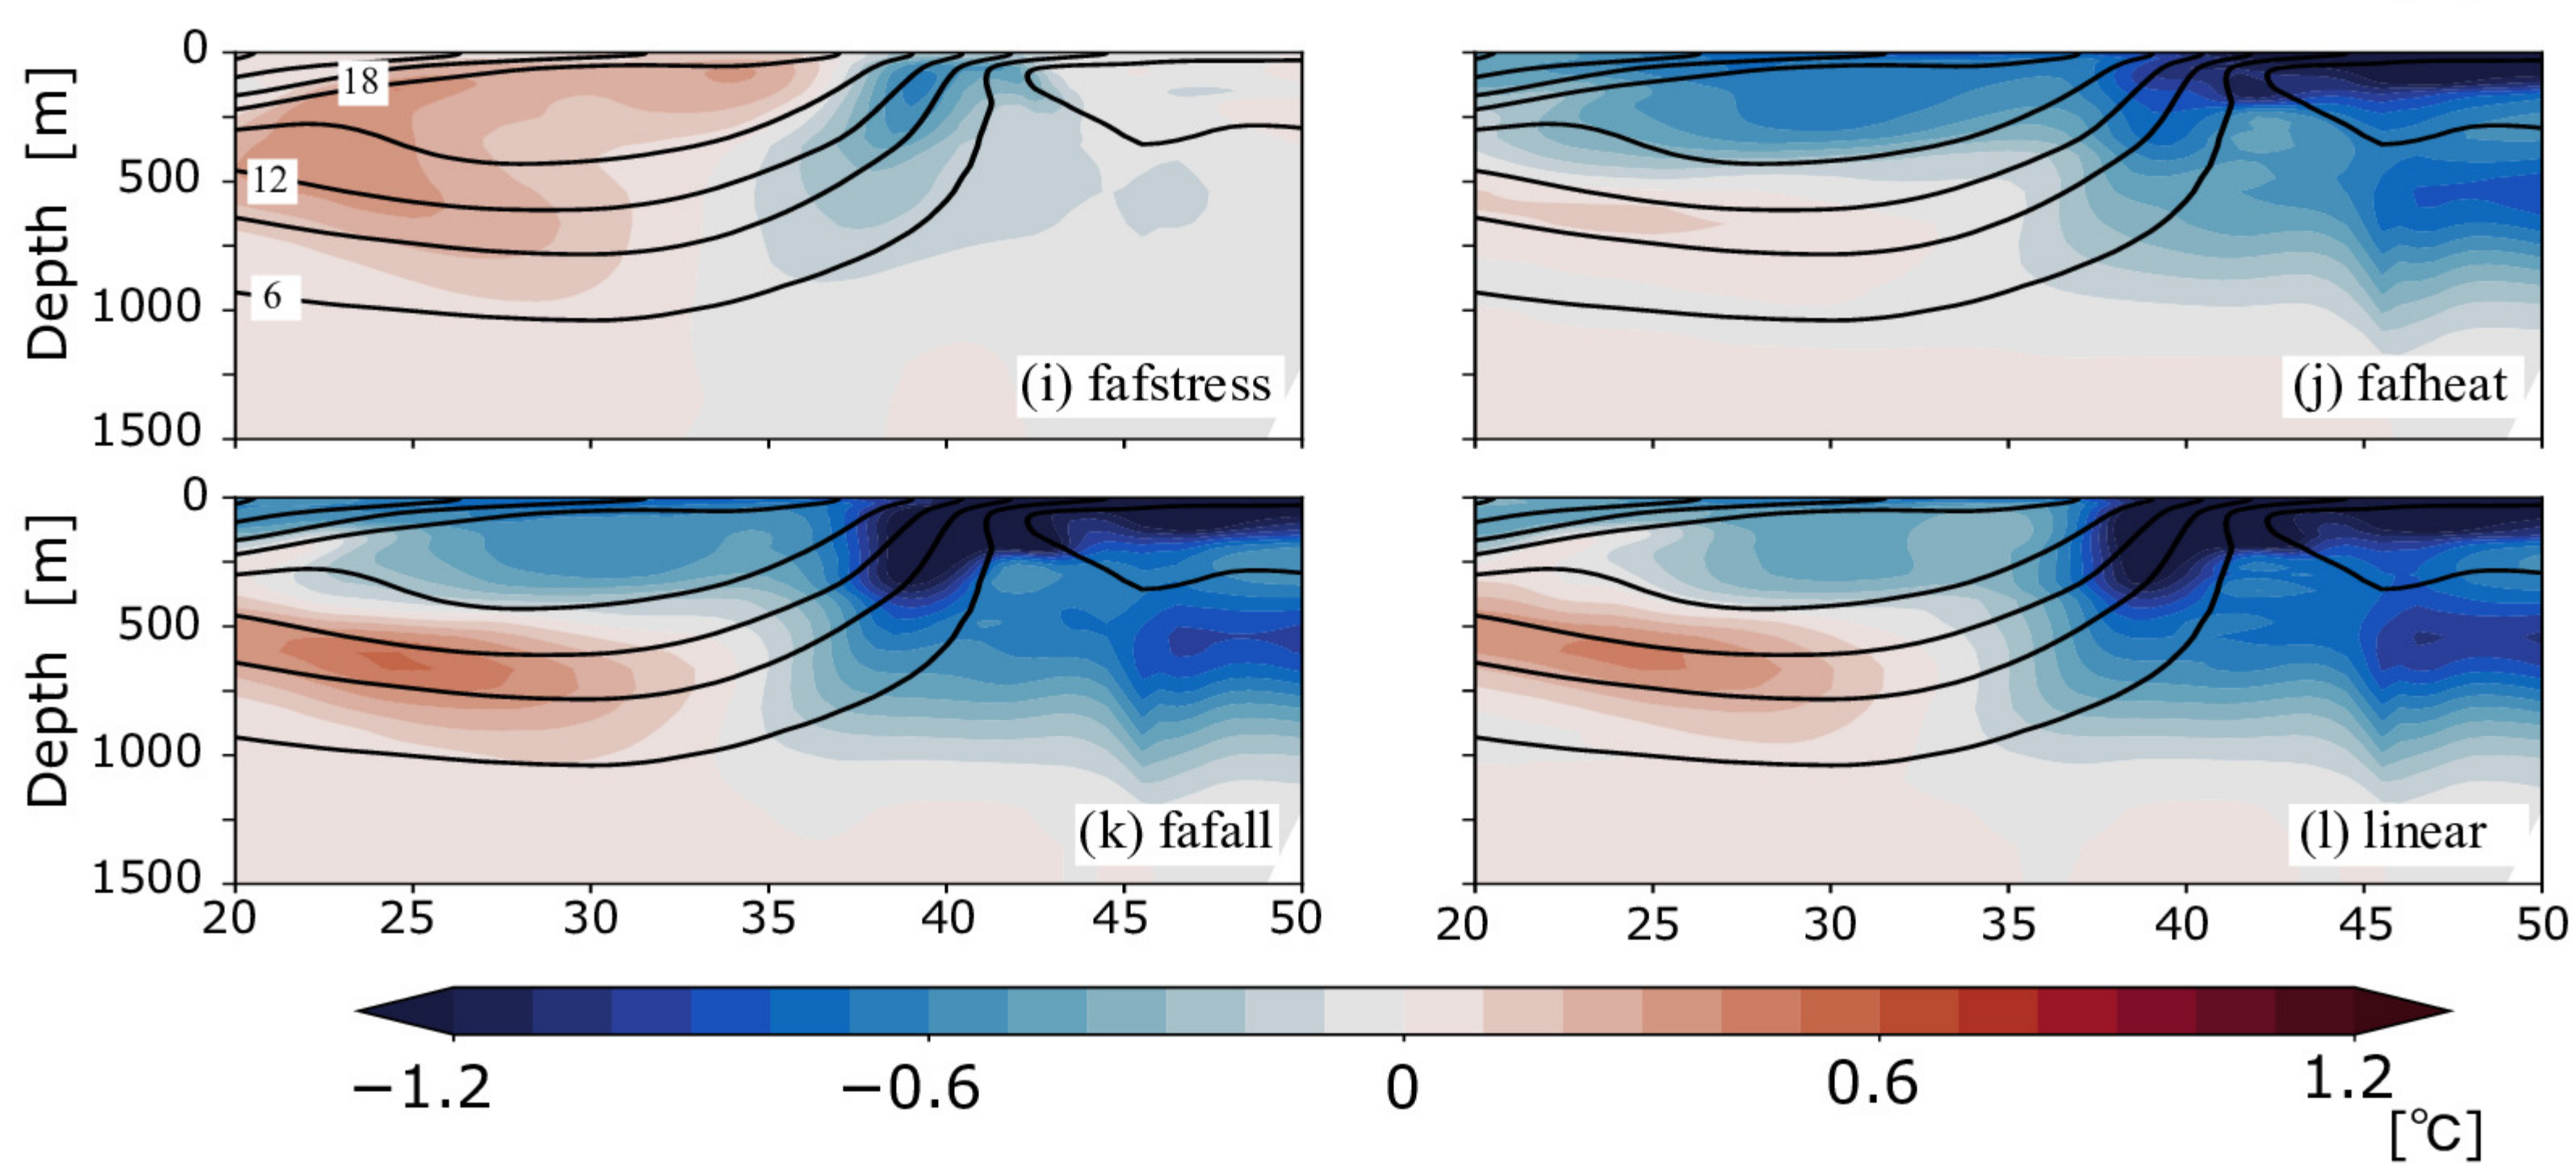 0
500
1000
1500
Depth [m]
18
12
6
(i) fafstress
(j) fafheat
0
500
1000
1500
Depth [m]
(k) fafall
(l) linear
20 25 30 35 40 45 50
20 25 30 35 40 45 50
−1.2 −0.6 0 0.6 1.2
[°C]